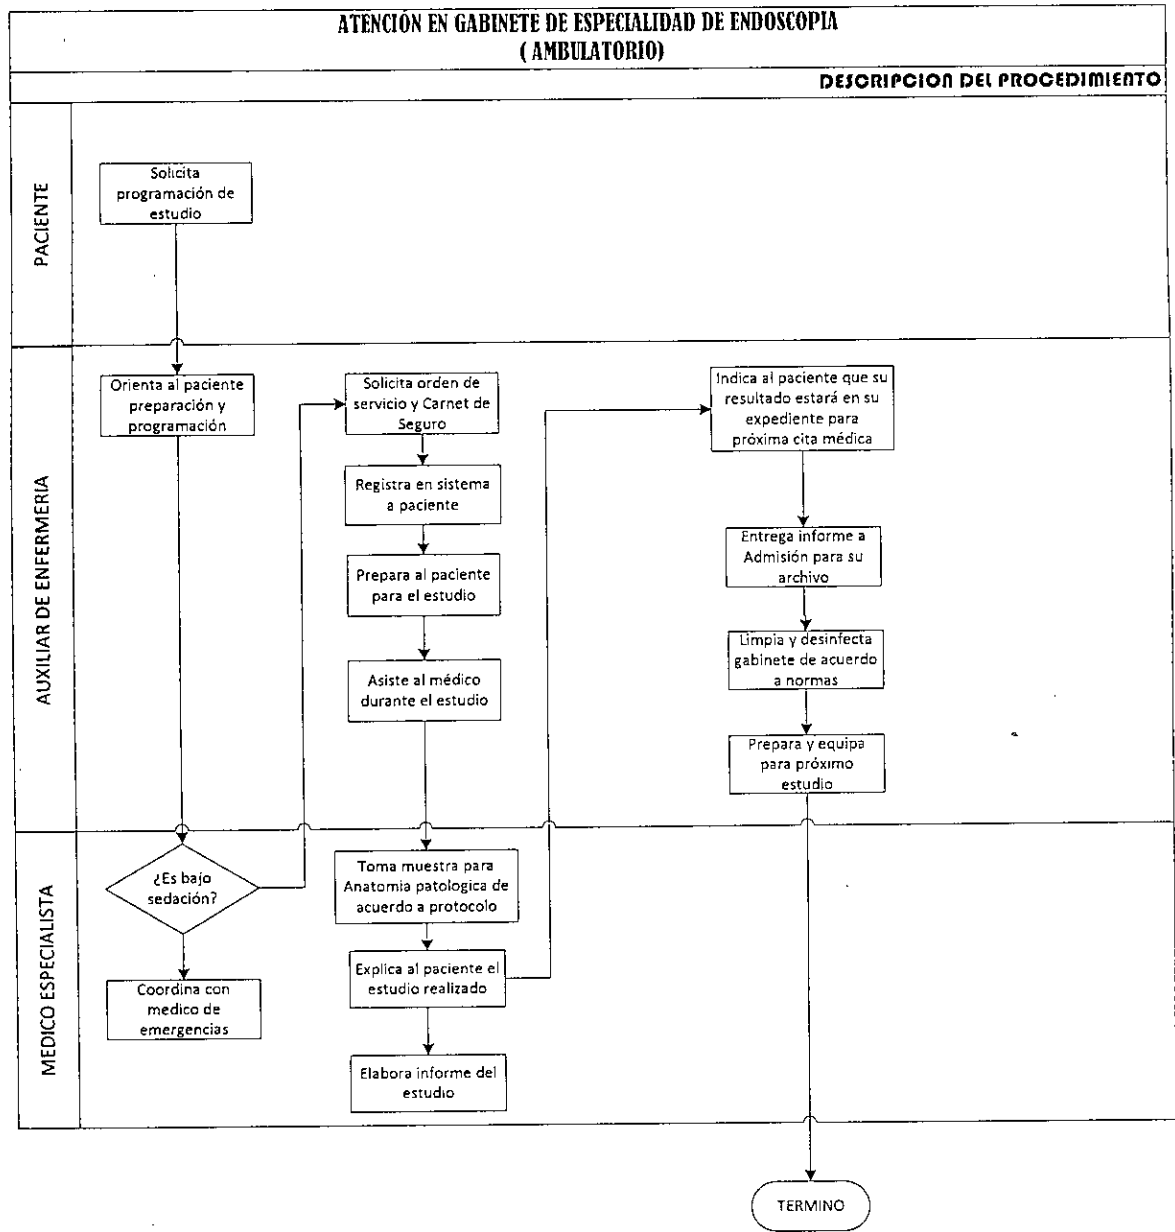 ATENCIÓN EN GABINETE DE ESPECIALIDAD DE ENDOSCOPIA
( AMBULATORIO)
DESCRIPCION DEL PROCEDIMIENTO
PACIENTE
Solicita
programación de
estudio
AUXILIAR DE ENFERMERIA
Orienta al paciente
preparación y
programación
Solicita orden de
servicio y Carnet de
Seguro
Registra en sistema
a paciente
Prepara al paciente
para el estudio
Asiste al médico
durante el estudio
Indica al paciente que su
resultado estará en su
expediente para
próxima cita médica
Entrega informe a
Admisión para su
archivo
Limpia y desinfecta
gabinete de acuerdo
a normas
Prepara y equipa
para próximo
estudio
MEDICO ESPECIALISTA
¿Es bajo
sedación?
Coordina con
medico de
emergencias
Toma muestra para
Anatomia patologica de
acuerdo a protocolo
Explica al paciente el
estudio realizado
Elabora informe del
estudio
TERMINO